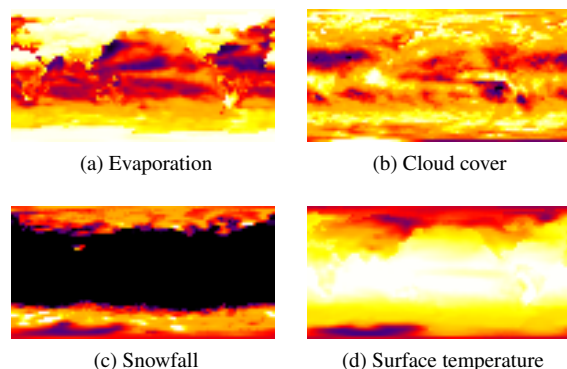 (a) Evaporation
(b) Cloud cover
(c) Snowfall
(d) Surface temperature